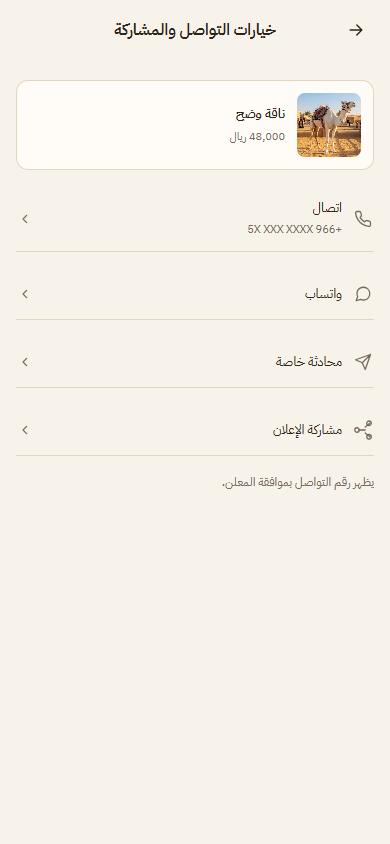 خيارات التواصل والمشاركة
ناقة وضح
48,000 ريال
اتصال
+966 5X XXX XXXX
واتساب
محادثة خاصة
مشاركة الإعلان
يظهر رقم التواصل بموافقة المعلن.